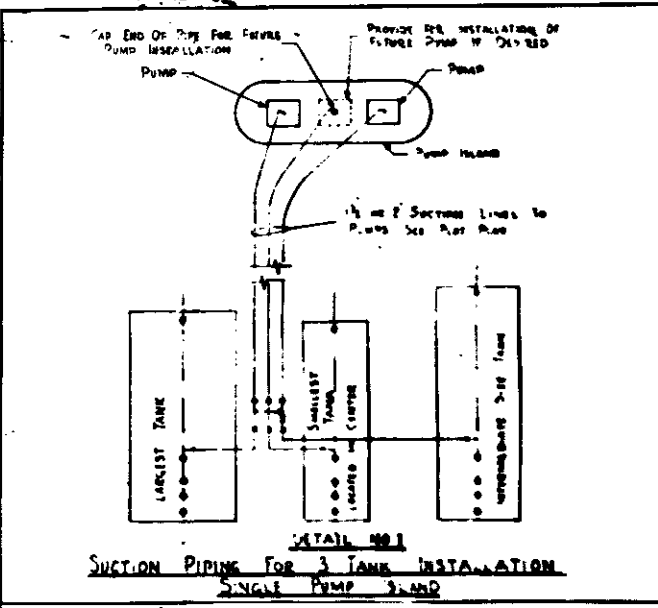 CAP END OF PIPE FOR FUTURE
PUMP INSTALLATION
PROVIDE FOR INSTALLATION OF
FUTURE PUMP IF DESIRED
PUMP
PUMP
PUMP ISLAND
OR 2" SUCTION LINES TO
PUMPS SEE PLOT PLAN
LARGEST TANK
SMALLEST
TANK
LOCATED IN CENTER
INTERMEDIATE SIZE TANK
DETAIL NO 1
SUCTION PIPING FOR 3 TANK INSTALLATION
SINGLE PUMP ISLAND